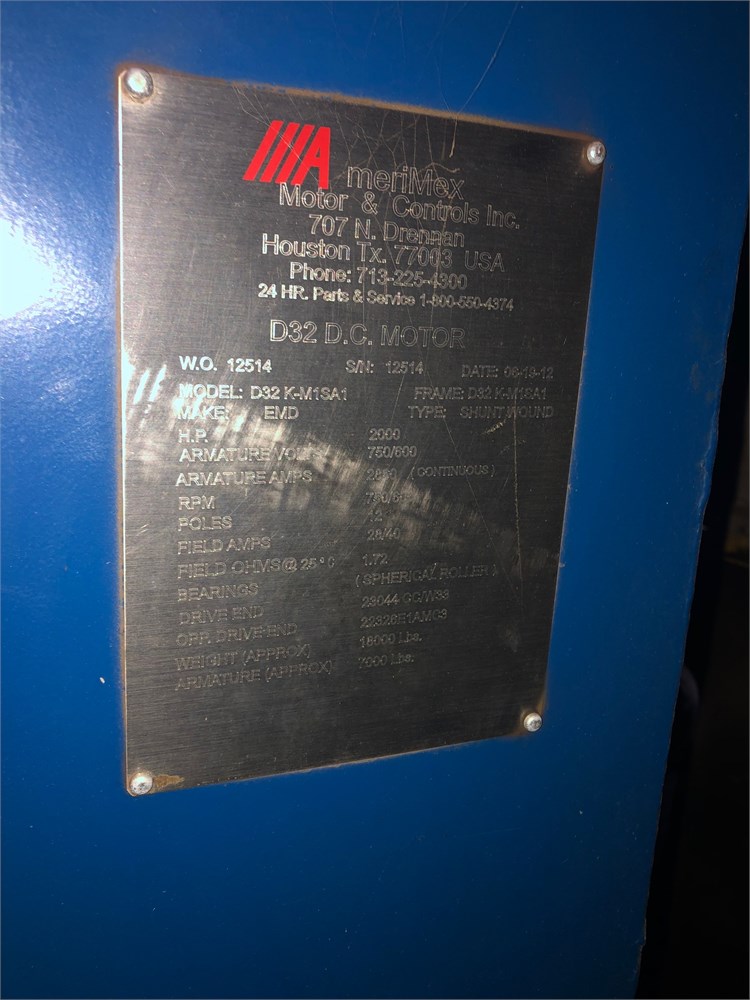 AmeriMex
Motor & Controls Inc.
707 N. Drennan
Houston Tx. 77003 USA
Phone: 713-225-4300
24 HR. Parts & Service 1-800-550-4374
D32 D.C. MOTOR
W.O. 12514 S/N: 12514 DATE: 06-19-12
MODEL: D32 K-M1SA1 FRAME: D32 K-M1SA1
MAKE: EMD TYPE: SHUNT WOUND
H.P. 2000
ARMATURE VOLTS 750/600
ARMATURE AMPS (CONTINUOUS)
RPM
POLES 12
FIELD AMPS 28/40
FIELD OHMS @ 25°C 1.72
BEARINGS (SPHERICAL ROLLER)
DRIVE END 23044/CC/W33
OPP. DRIVE END 22326E1AMC3
WEIGHT (APPROX) 18000 Lbs.
ARMATURE (APPROX) 7000 Lbs.